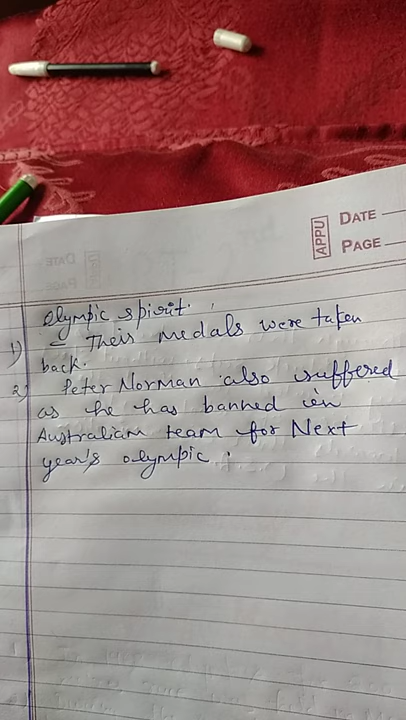 APPU
DATE
PAGE
Olympic spirit.
1) – Their medals were taken
back.
2) Peter Norman also suffered
as he has banned in
Australian team for Next
year's olympic.